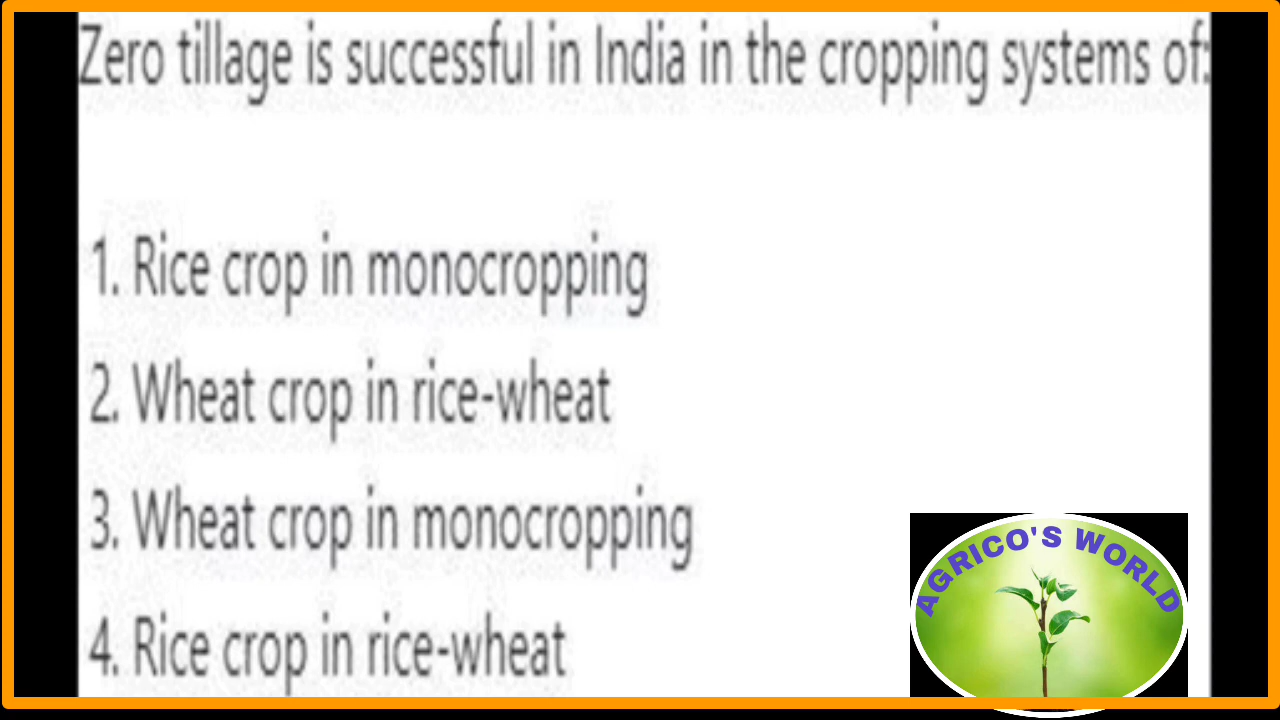 Zero tillage is successful in India in the cropping systems of:
1. Rice crop in monocropping
2. Wheat crop in rice-wheat
3. Wheat crop in monocropping
4. Rice crop in rice-wheat
AGRICO'S WORLD